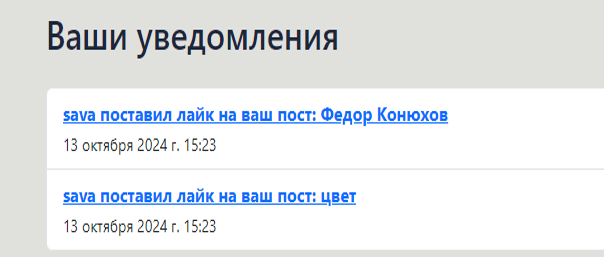 Ваши уведомления
sava поставил лайк на ваш пост: Федор Конюхов
13 октября 2024 г. 15:23
sava поставил лайк на ваш пост: цвет
13 октября 2024 г. 15:23